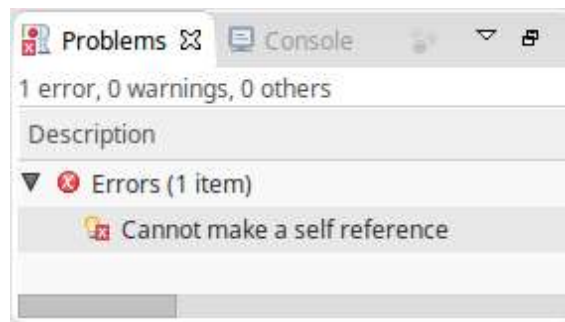 Problems Console
1 error, 0 warnings, 0 others
Description
Errors (1 item)
Cannot make a self reference